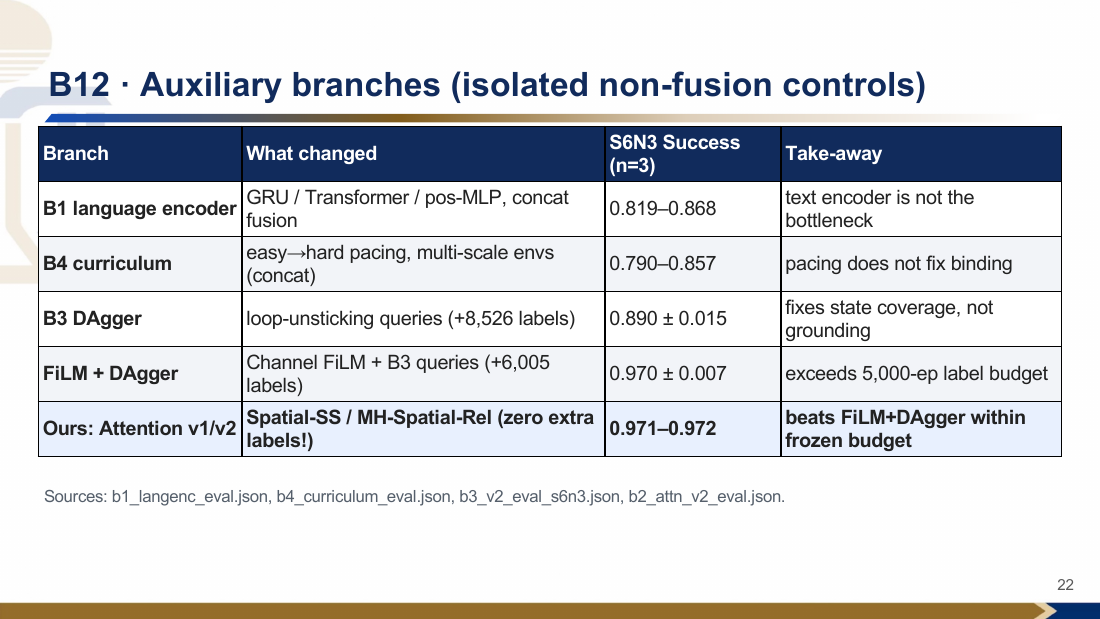 B12 · Auxiliary branches (isolated non-fusion controls)
Branch
What changed
S6N3 Success
(n=3)
Take-away
B1 language encoder
GRU / Transformer / pos-MLP, concat
fusion
0.819–0.868
text encoder is not the
bottleneck
B4 curriculum
easy→hard pacing, multi-scale envs
(concat)
0.790–0.857
pacing does not fix binding
B3 DAgger
loop-unsticking queries (+8,526 labels)
0.890 ± 0.015
fixes state coverage, not
grounding
FiLM + DAgger
Channel FiLM + B3 queries (+6,005
labels)
0.970 ± 0.007
exceeds 5,000-ep label budget
Ours: Attention v1/v2
Spatial-SS / MH-Spatial-Rel (zero extra
labels!)
0.971–0.972
beats FiLM+DAgger within
frozen budget
Sources: b1_langenc_eval.json, b4_curriculum_eval.json, b3_v2_eval_s6n3.json, b2_attn_v2_eval.json.
22